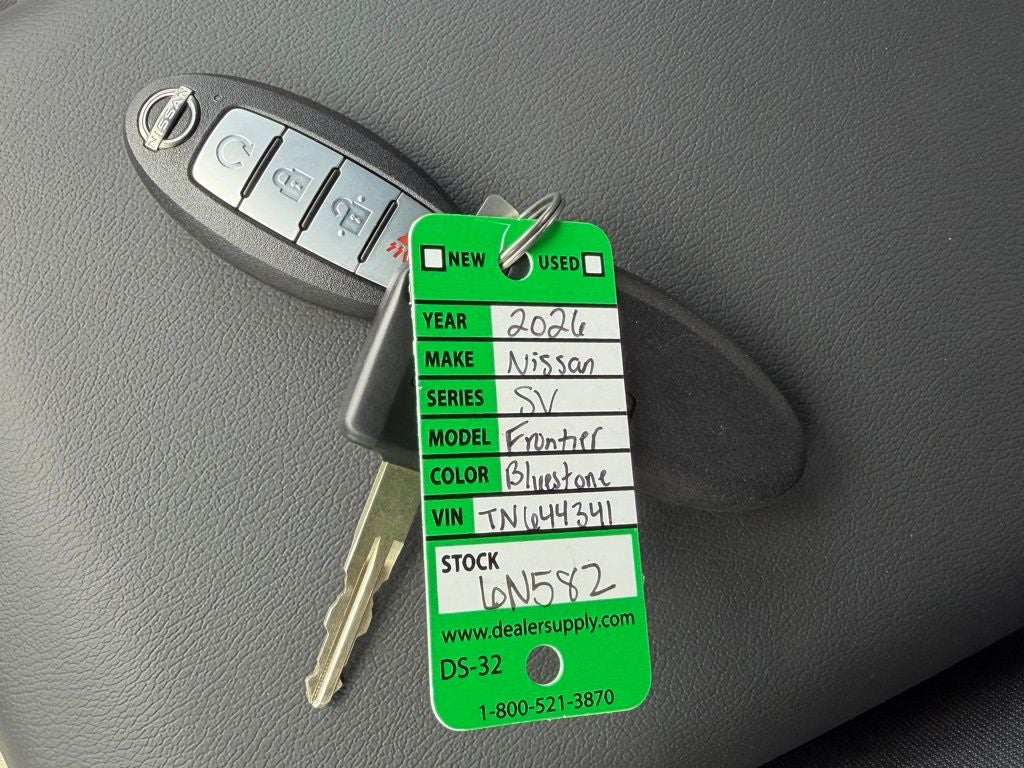 NISSAN
NEW USED
YEAR 2026
MAKE Nissan
SERIES SV
MODEL Frontier
COLOR Bluestone
VIN TN644341
STOCK
6N582
www.dealersupply.com
DS-32
1-800-521-3870